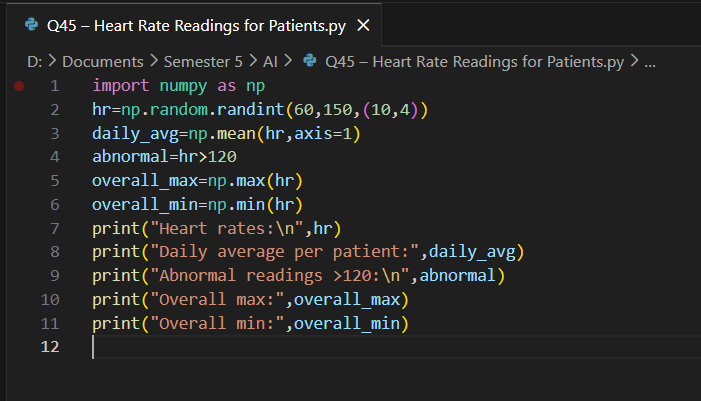 Q45 – Heart Rate Readings for Patients.py
D: > Documents > Semester 5 > AI > Q45 – Heart Rate Readings for Patients.py > ...
1 import numpy as np
2 hr=np.random.randint(60,150,(10,4))
3 daily_avg=np.mean(hr,axis=1)
4 abnormal=hr>120
5 overall_max=np.max(hr)
6 overall_min=np.min(hr)
7 print("Heart rates:\n",hr)
8 print("Daily average per patient:",daily_avg)
9 print("Abnormal readings >120:\n",abnormal)
10 print("Overall max:",overall_max)
11 print("Overall min:",overall_min)
12